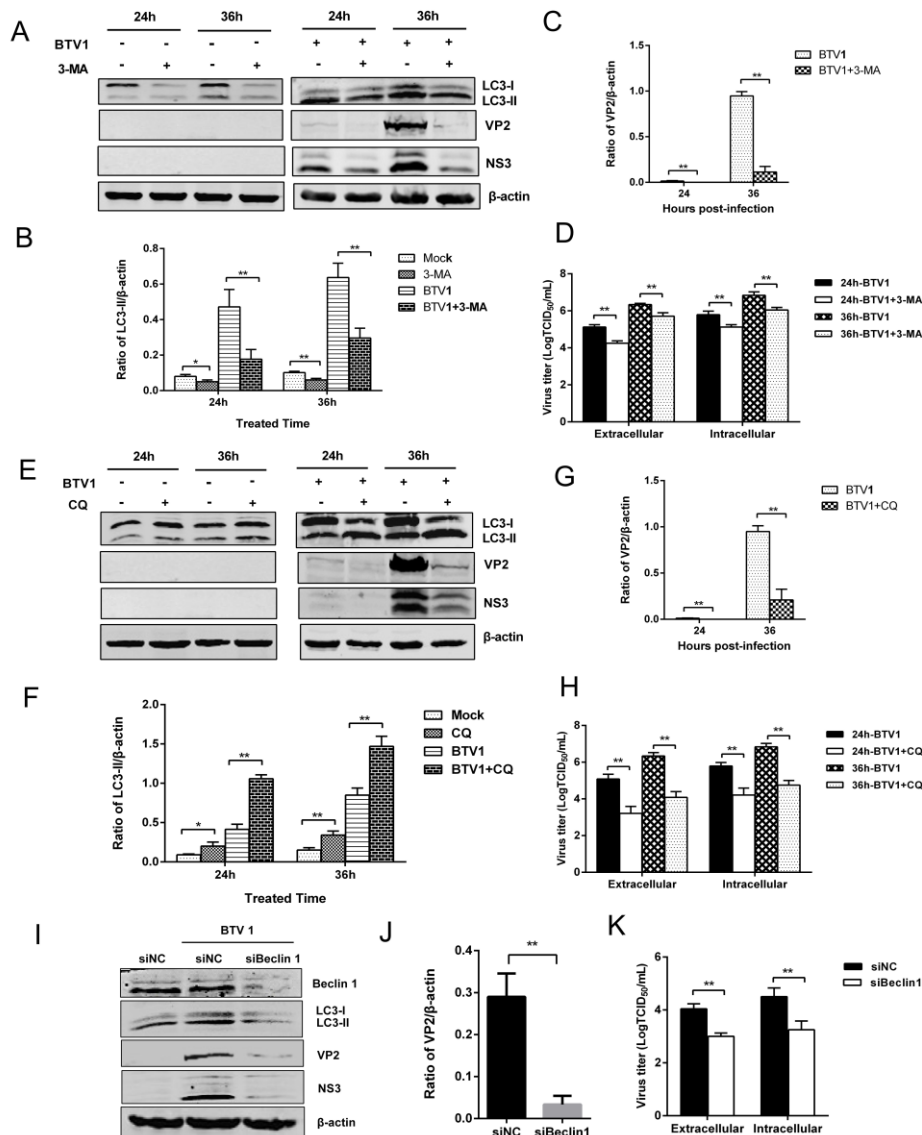 A
24h 36h 24h 36h
BTV1 - - - - + + + +
3-MA - + - + - + - +
LC3-I
LC3-II
VP2
NS3
β-actin
B
Ratio of LC3-II/β-actin
0.8
0.6
0.4
0.2
0.0
* ** ** **
24h 36h
Treated Time
Mock
3-MA
BTV1
BTV1+3-MA
C
Ratio of VP2/β-actin
1.5
1.0
0.5
0.0
** **
24 36
Hours post-infection
BTV1
BTV1+3-MA
D
Virus titer (LogTCID50/mL)
8
6
4
2
0
** ** ** **
Extracellular Intracellular
24h-BTV1
24h-BTV1+3-MA
36h-BTV1
36h-BTV1+3-MA
E
24h 36h 24h 36h
BTV1 - - - - + + + +
CQ - + - + - + - +
LC3-I
LC3-II
VP2
NS3
β-actin
F
Ratio of LC3-II/β-actin
2.0
1.5
1.0
0.5
0.0
* ** ** **
24h 36h
Treated Time
Mock
CQ
BTV1
BTV1+CQ
G
Ratio of VP2/β-actin
1.5
1.0
0.5
0.0
** **
24 36
Hours post-infection
BTV1
BTV1+CQ
H
Virus titer (LogTCID50/mL)
8
6
4
2
0
** ** ** **
Extracellular Intracellular
24h-BTV1
24h-BTV1+CQ
36h-BTV1
36h-BTV1+CQ
I
BTV 1
siNC siNC siBeclin 1
Beclin 1
LC3-I
LC3-II
VP2
NS3
β-actin
J
Ratio of VP2/β-actin
0.4
0.3
0.2
0.1
0.0
**
siNC siBeclin1
K
Virus titer (LogTCID50/mL)
6
4
2
0
** **
Extracellular Intracellular
siNC
siBeclin1